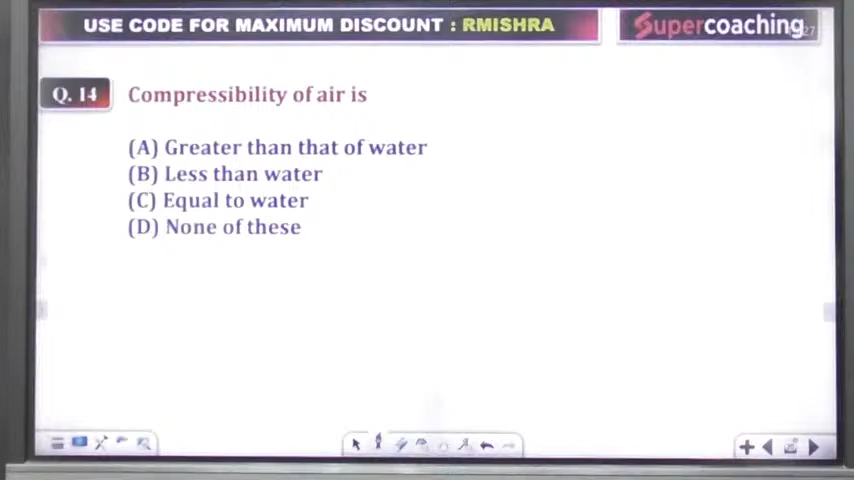 USE CODE FOR MAXIMUM DISCOUNT : RMISHRA
Supercoaching
27
Q. 14
Compressibility of air is
(A) Greater than that of water
(B) Less than water
(C) Equal to water
(D) None of these